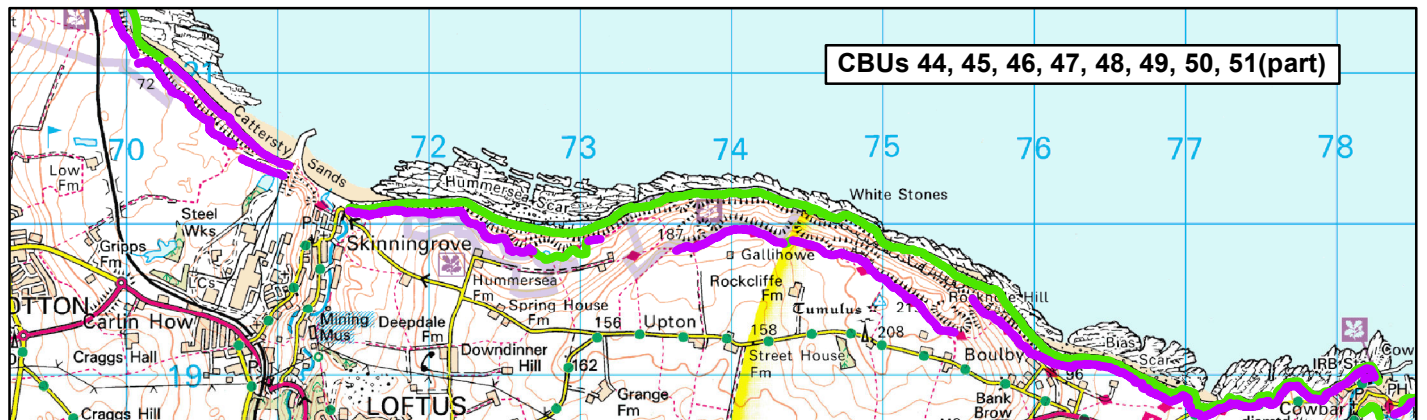 CBUs 44, 45, 46, 47, 48, 49, 50, 51(part)
21
72
Cattersty
Sands
70
72
73
74
75
76
77
78
Low
Fm
Hummersea Scar
White Stones
Steel
Wks
P
Skinningrove
187
Gripps
Fm
Gallihowe
LCs
Hummersea
Fm
Rockcliffe
Fm
Rockhole Hill
Spring House
Fm
Tumulus
21
OTTON
Carlin How
Mining
Mus
Deepdale
Fm
156
Upton
158
208
Boulby
Bias
Scar
IRB S
Cow
Craggs Hall
P
Downdinner
Hill
162
Street House
Fm
96
19
Bank
Brow
PH
Cowbar
LOFTUS
Grange
Fm
Craggs Hill